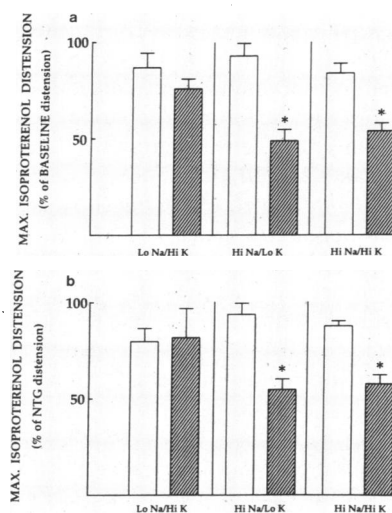 a
MAX. ISOPROTERENOL DISTENSION
(% of BASELINE distension)
100
50
*
*
Lo Na/Hi K
Hi Na/Lo K
Hi Na/Hi K
b
MAX. ISOPROTERENOL DISTENSION
(% of NTG distension)
100
50
*
*
Lo Na/Hi K
Hi Na/Lo K
Hi Na/Hi K